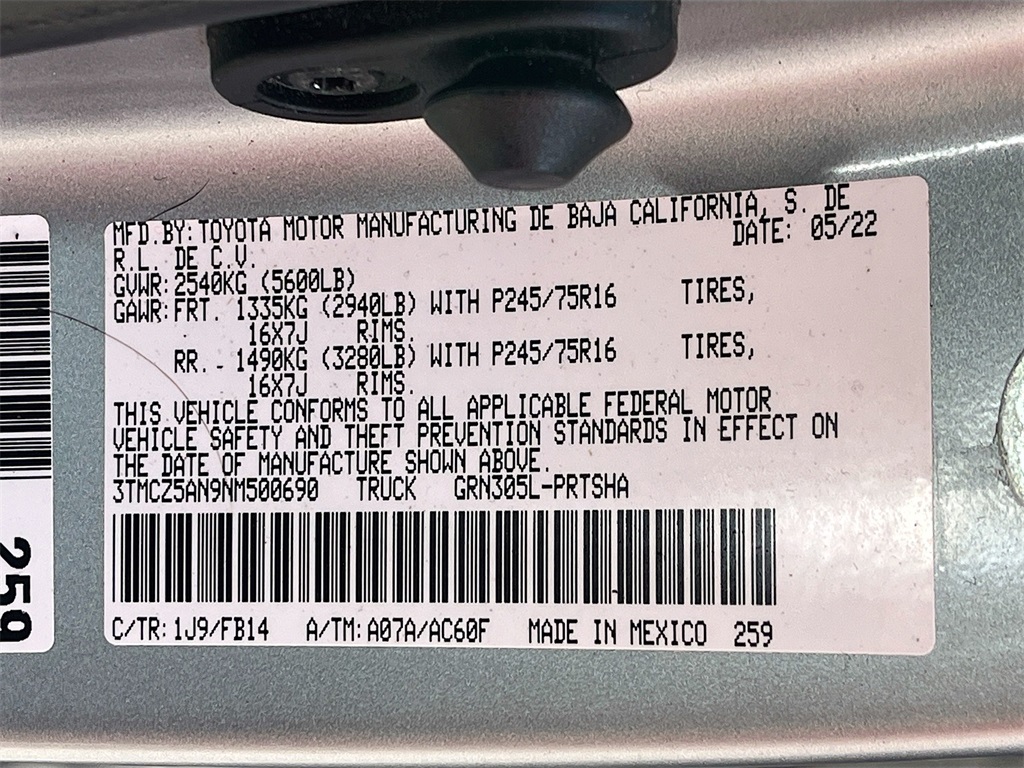 MFD.BY:TOYOTA MOTOR MANUFACTURING DE BAJA CALIFORNIA, S. DE
R.L. DE C.V. DATE: 05/22
GVWR:2540KG (5600LB)
GAWR:FRT. 1335KG (2940LB) WITH P245/75R16 TIRES,
16X7J RIMS.
RR. 1490KG (3280LB) WITH P245/75R16 TIRES,
16X7J RIMS.
THIS VEHICLE CONFORMS TO ALL APPLICABLE FEDERAL MOTOR
VEHICLE SAFETY AND THEFT PREVENTION STANDARDS IN EFFECT ON
THE DATE OF MANUFACTURE SHOWN ABOVE.
3TMCZ5AN9NM500690 TRUCK GRN305L-PRTSHA
C/TR:1J9/FB14 A/TM:A07A/AC60F MADE IN MEXICO 259
259